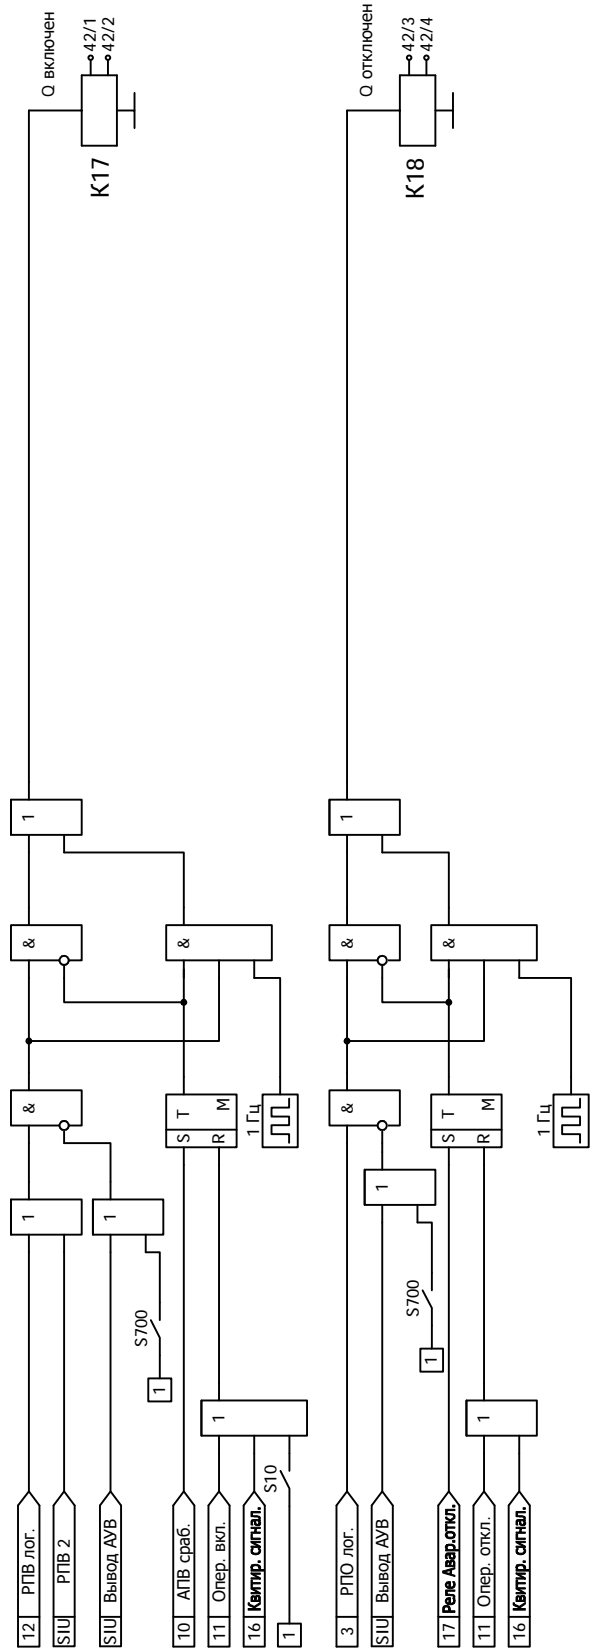 Q включен
42/1
42/2
K17
1
&
&
&
1 Гц
S T
R M
1
1
S700
1
1
S10
12 РПВ лог.
SIU РПВ 2
SIU Вывод АУВ
10 АПВ сраб.
11 Опер. вкл.
16 Квитир. сигнал.
1
Q отключен
42/3
42/4
K18
1
&
&
&
1 Гц
S T
R M
1
S700
1
1
3 РПО лог.
SIU Вывод АУВ
17 Реле Авар.откл.
11 Опер. откл.
16 Квитир. сигнал.